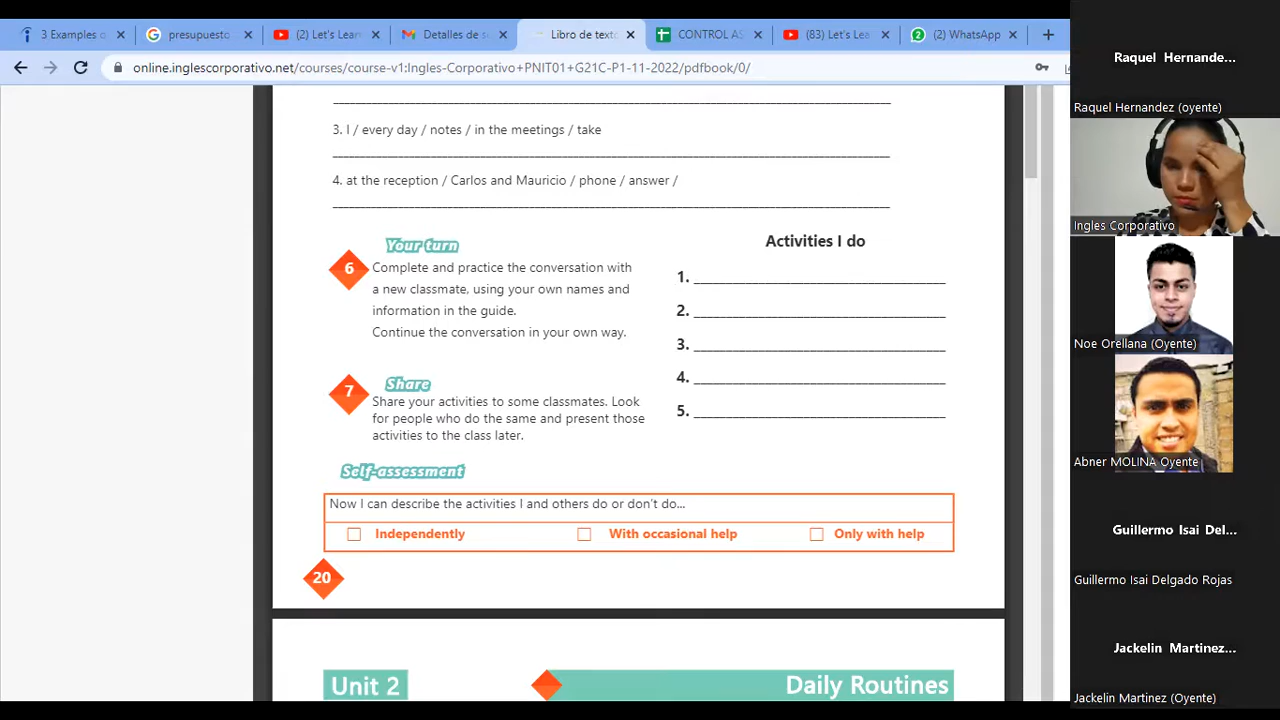 3 Examples o
presupuesto
(2) Let's Learn
Detalles de su
Libro de texto
CONTROL AS
(83) Let's Lea
(2) WhatsApp
online.inglescorporativo.net/courses/course-v1:Ingles-Corporativo+PNIT01+G21C-P1-11-2022/pdfbook/0/
3. I / every day / notes / in the meetings / take
4. at the reception / Carlos and Mauricio / phone / answer /
Your turn
6
Complete and practice the conversation with
a new classmate, using your own names and
information in the guide.
Continue the conversation in your own way.
7
Share
Share your activities to some classmates. Look
for people who do the same and present those
activities to the class later.
Activities I do
1.
2.
3.
4.
5.
Self-assessment
Now I can describe the activities I and others do or don't do...
Independently
With occasional help
Only with help
20
Unit 2
Daily Routines
Raquel Hernande...
Raquel Hernandez (oyente)
Ingles Corporativo
Noe Orellana (Oyente)
Abner MOLINA Oyente
Guillermo Isai Del...
Guillermo Isai Delgado Rojas
Jackelin Martinez...
Jackelin Martinez (Oyente)